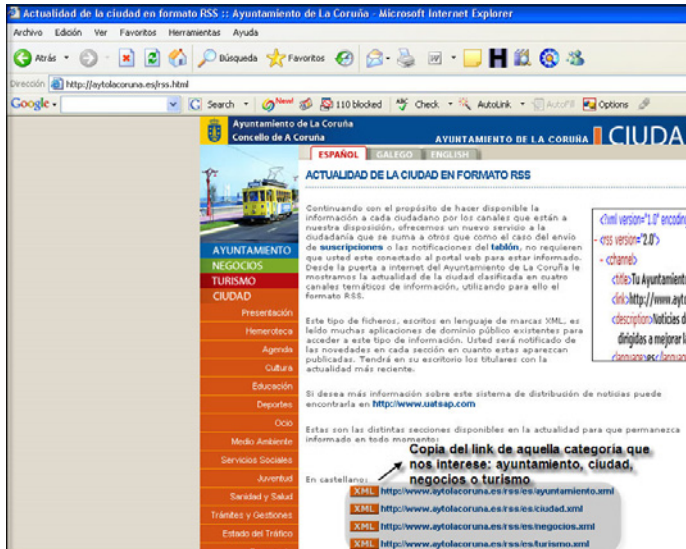 Actualidad de la ciudad en formato RSS :: Ayuntamiento de La Coruña - Microsoft Internet Explorer
Archivo Edición Ver Favoritos Herramientas Ayuda
Atrás Búsqueda Favoritos
Dirección http://aytolacoruna.es/rss.html
Google Search New! 110 blocked Check AutoLink AutoFill Options
Ayuntamiento de La Coruña
Concello de A Coruña
AYUNTAMIENTO DE LA CORUÑA CIUDA
ESPAÑOL GALEGO ENGLISH
ACTUALIDAD DE LA CIUDAD EN FORMATO RSS
Continuando con el propósito de hacer disponible la
información a cada ciudadano por los canales que están a
nuestra disposición, ofrecemos un nuevo servicio a la
ciudadanía que se suma a otros que como el caso del envío
de suscripciones o las notificaciones del tablón, no requieren
que usted este conectado al portal web para estar informado.
Desde la puerta a internet del Ayuntamiento de La Coruña le
mostramos la actualidad de la ciudad clasificada en cuatro
canales temáticos de información, utilizando para ello el
formato RSS.
Este tipo de ficheros, escritos en lenguaje de marcas XML, es
leído muchas aplicaciones de dominio público existentes para
acceder a este tipo de información. Usted será notificado de
las novedades en cada sección en cuanto estas aparezcan
publicadas. Tendrá en su escritorio los titulares con la
actualidad más reciente.
<?xml version="1.0" encoding
- <rss version="2.0">
- <channel>
<title>Tu Ayuntamiento
<link>http://www.ayto
<description>Noticias d
dirigidas a mejorar la
<language>es</language>
Si desea más información sobre este sistema de distribución de noticias puede
encontrarla en http://www.uatsap.com
Estas son las distintas secciones disponibles en la actualidad para que permanezca
informado en todo momento:
Copia del link de aquella categoría que
nos interese: ayuntamiento, ciudad,
negocios o turismo
En castellano:
XML http://www.aytolacoruna.es/rss/es/ayuntamiento.xml
XML http://www.aytolacoruna.es/rss/es/ciudad.xml
XML http://www.aytolacoruna.es/rss/es/negocios.xml
XML http://www.aytolacoruna.es/rss/es/turismo.xml
AYUNTAMIENTO
NEGOCIOS
TURISMO
CIUDAD
Presentación
Hemeroteca
Agenda
Cultura
Educación
Deportes
Ocio
Medio Ambiente
Servicios Sociales
Juventud
Sanidad y Salud
Trámites y Gestiones
Estado del Tráfico